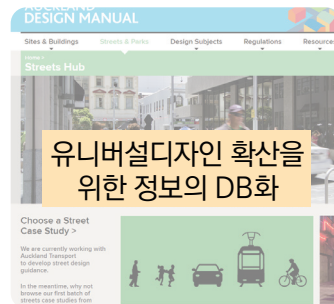 AUCKLAND
DESIGN MANUAL
Sites & Buildings Streets & Parks Design Subjects Regulations Resources
Streets Hub
유니버설디자인 확산을
위한 정보의 DB화
Choose a Street
Case Study >
We are currently working with
Auckland Transport
to develop street design
guidance.
In the meantime, why not
browse our first batch of
streets case studies from